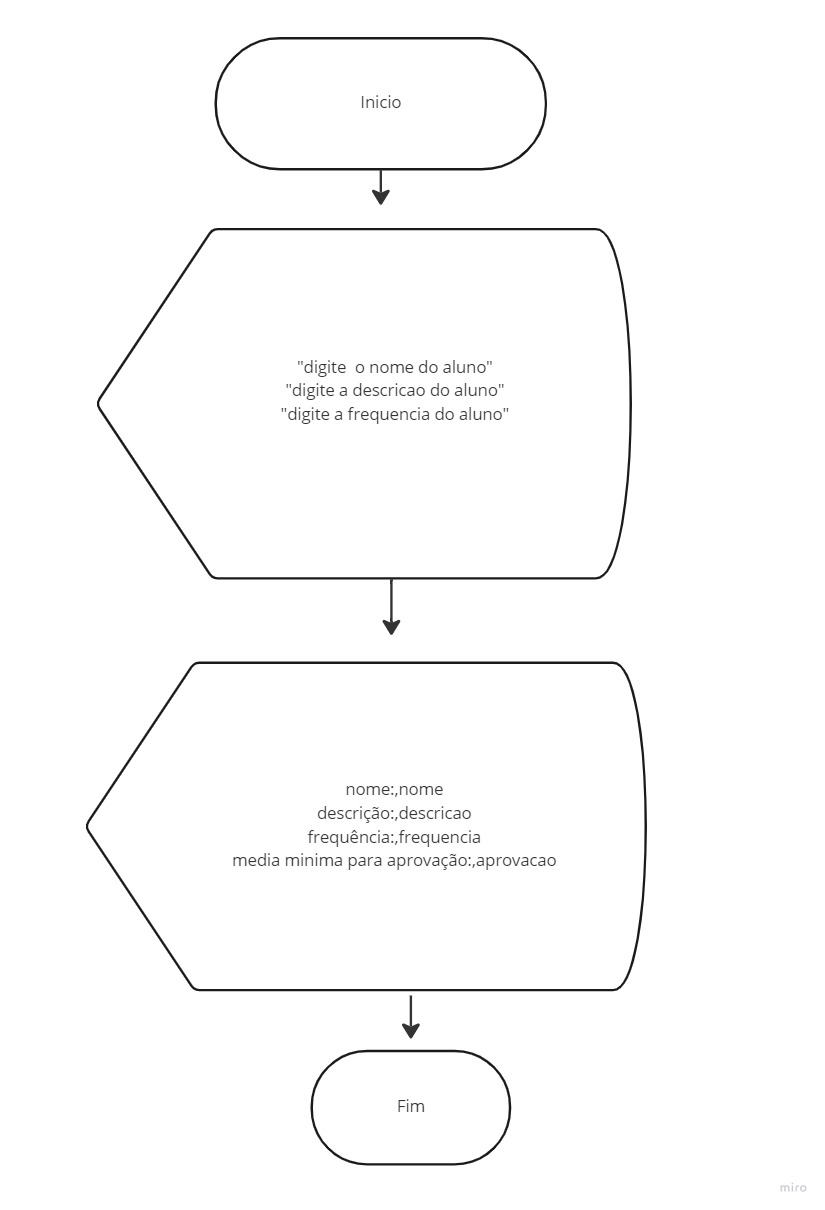 Inicio
"digite  o nome do aluno"
"digite a descricao do aluno"
"digite a frequencia do aluno"
nome:,nome
descrição:,descricao
frequência:,frequencia
media minima para aprovação:,aprovacao
Fim
miro